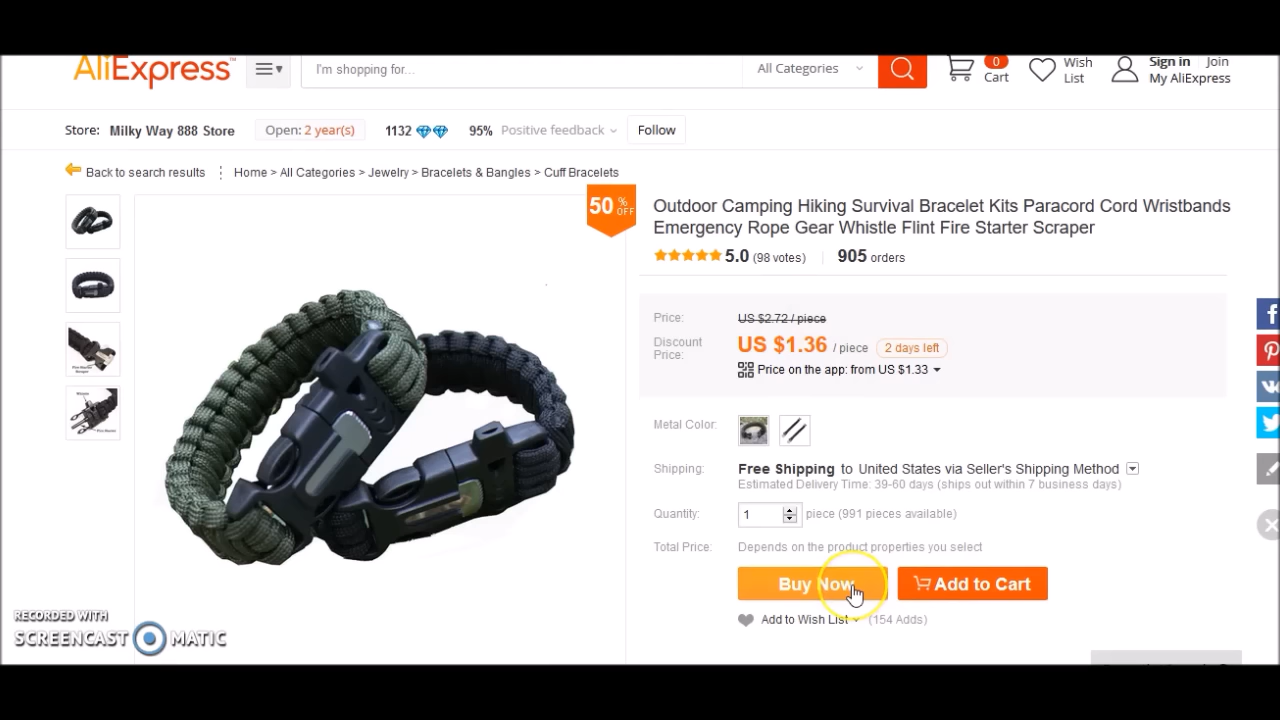 AliExpress™
I'm shopping for...
All Categories
0
Cart
Wish
List
Sign in Join
My AliExpress
Store: Milky Way 888 Store
Open: 2 year(s)
1132
95% Positive feedback
Follow
Back to search results
Home > All Categories > Jewelry > Bracelets & Bangles > Cuff Bracelets
50 % OFF
Outdoor Camping Hiking Survival Bracelet Kits Paracord Cord Wristbands
Emergency Rope Gear Whistle Flint Fire Starter Scraper
5.0 (98 votes)
905 orders
Price: US $2.72 / piece
Discount
Price:
US $1.36 / piece
2 days left
Price on the app: from US $1.33
Metal Color:
Shipping: Free Shipping to United States via Seller's Shipping Method
Estimated Delivery Time: 39-60 days (ships out within 7 business days)
Quantity: 1 piece (991 pieces available)
Total Price: Depends on the product properties you select
Buy Now
Add to Cart
Add to Wish List (154 Adds)
RECORDED WITH
SCREENCAST MATIC